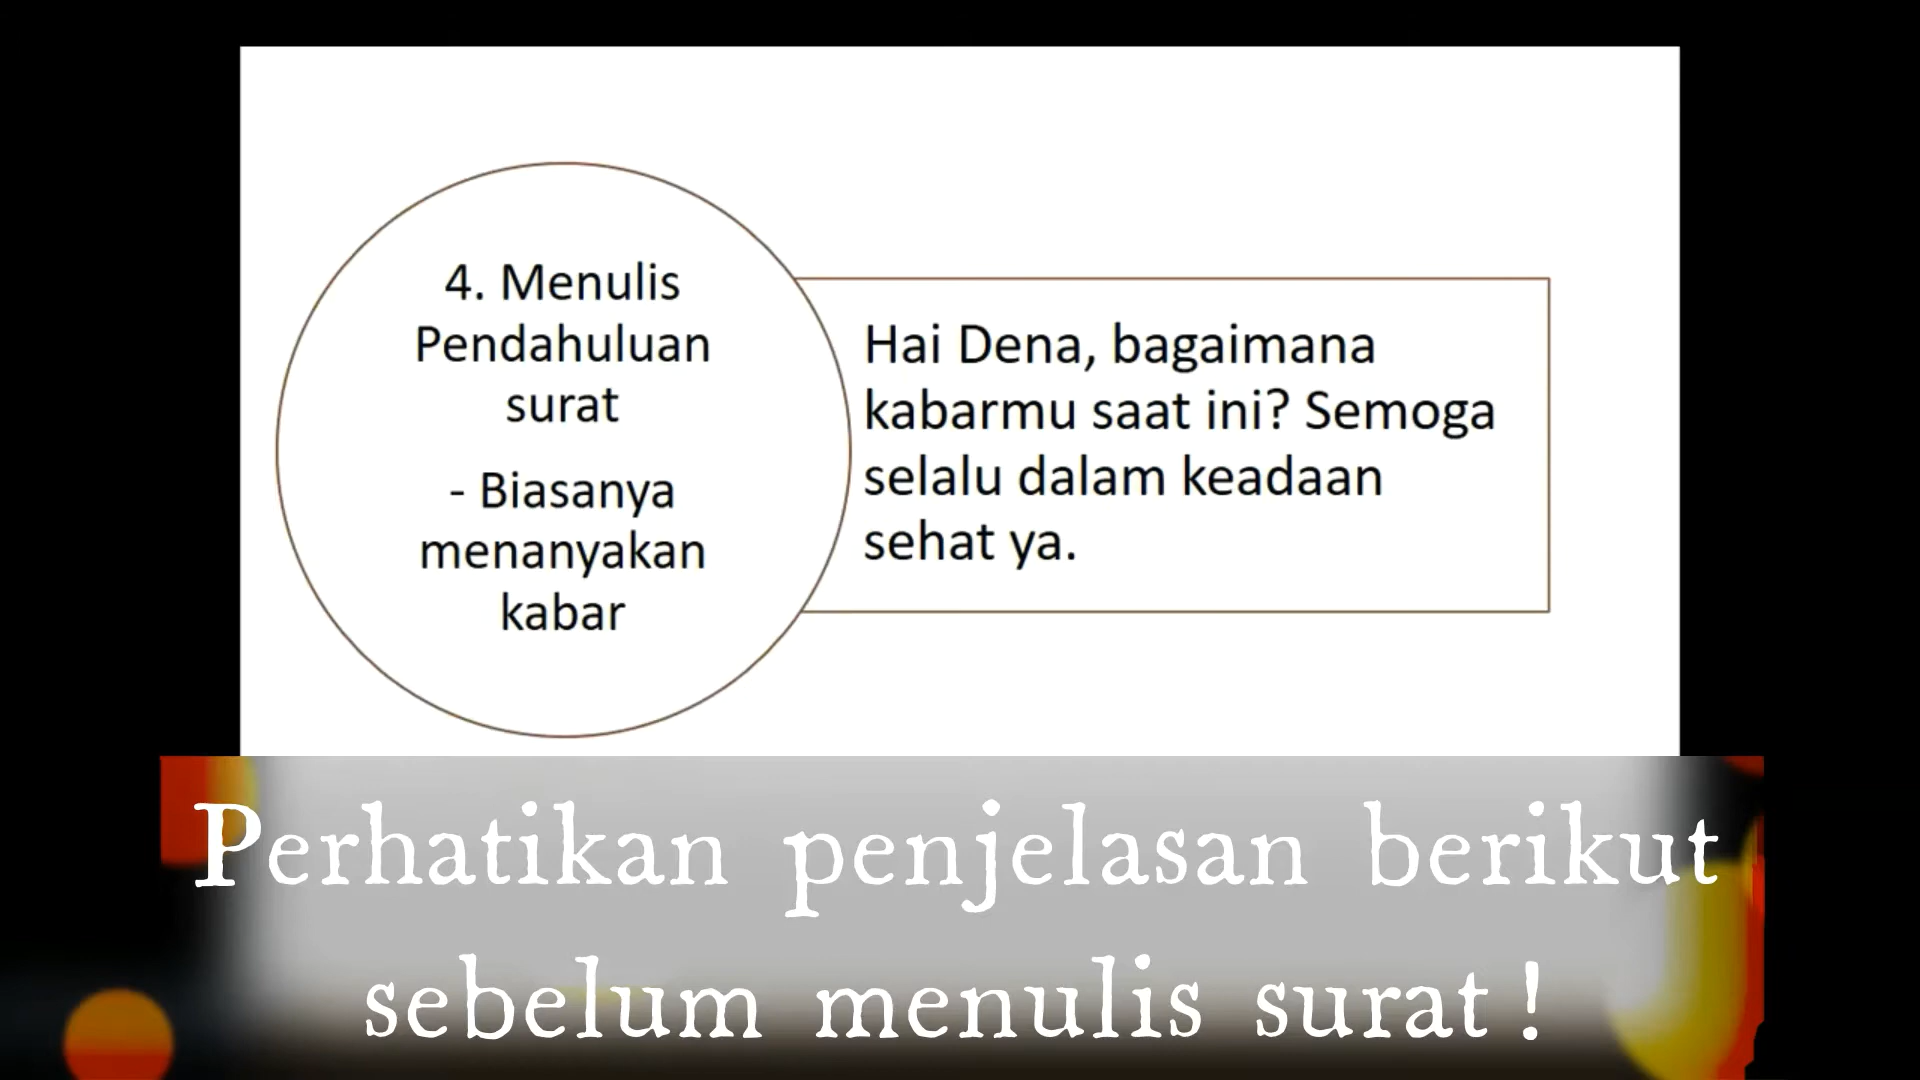 4. Menulis
Pendahuluan
surat
- Biasanya
menanyakan
kabar
Hai Dena, bagaimana
kabarmu saat ini? Semoga
selalu dalam keadaan
sehat ya.
Perhatikan penjelasan berikut
sebelum menulis surat !